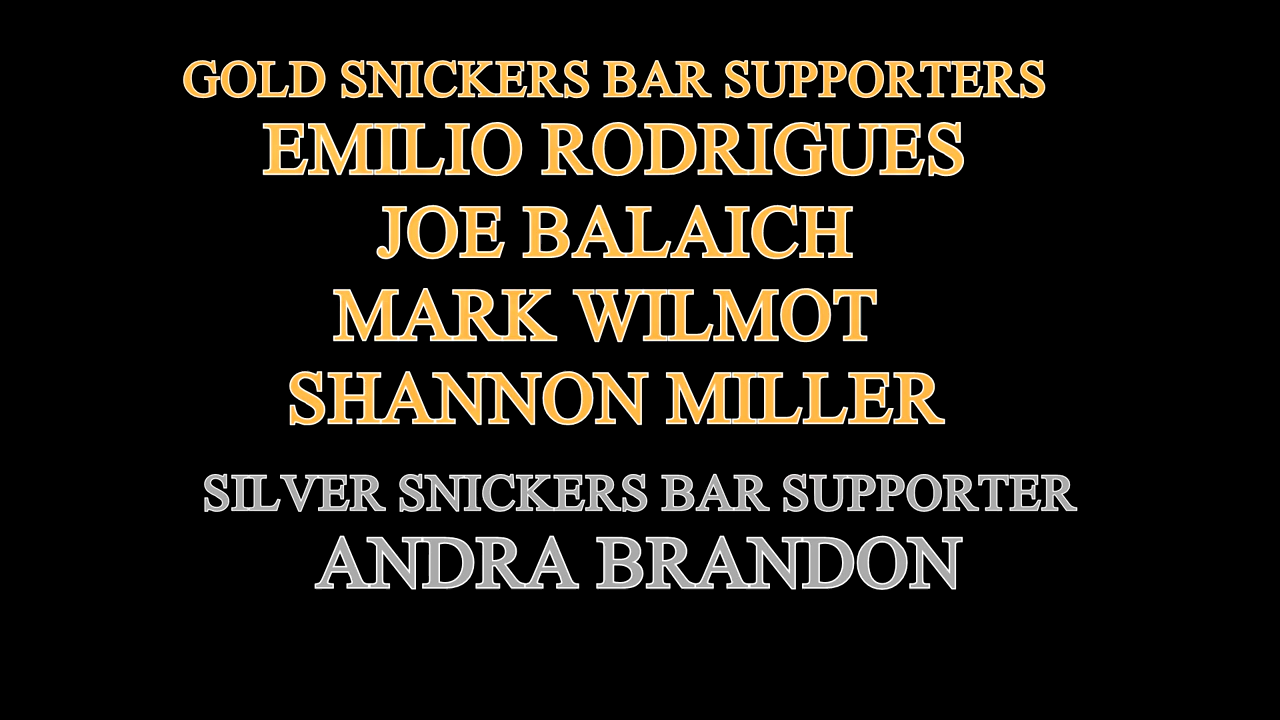 GOLD SNICKERS BAR SUPPORTERS
EMILIO RODRIGUES
JOE BALAICH
MARK WILMOT
SHANNON MILLER
SILVER SNICKERS BAR SUPPORTER
ANDRA BRANDON